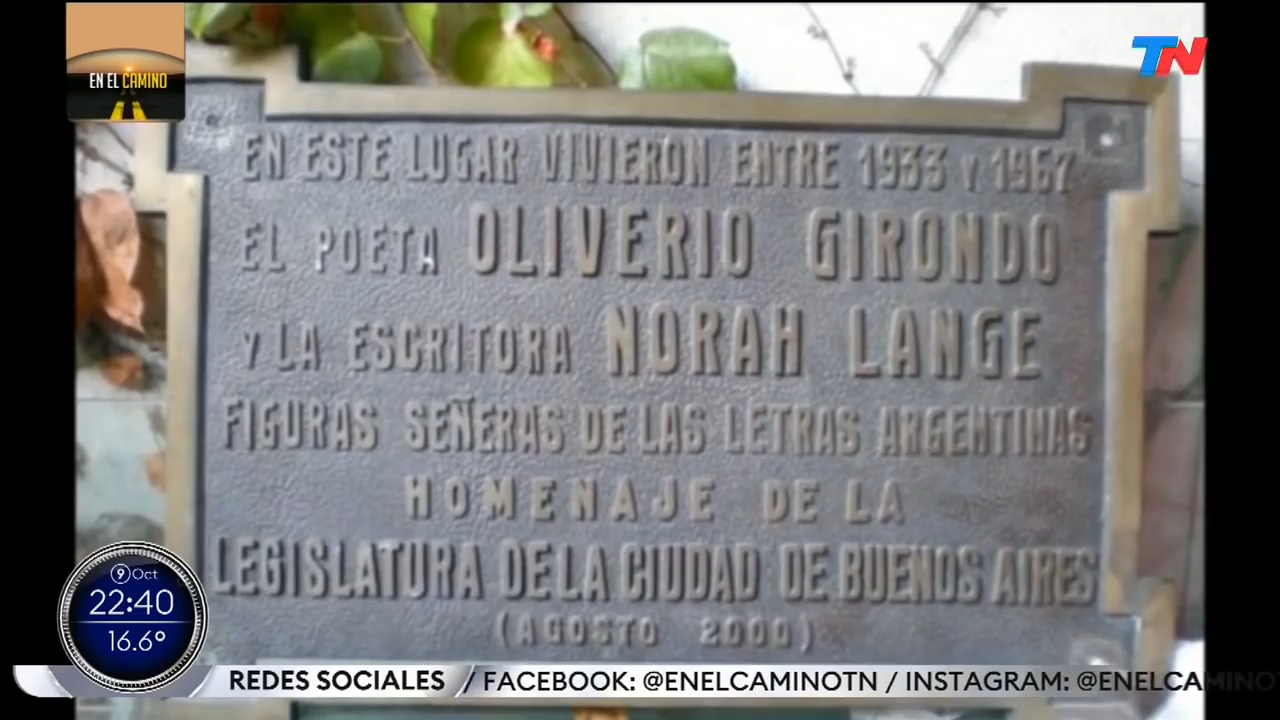 EN EL CAMINO
TN
EN ESTE LUGAR VIVIERON ENTRE 1933 Y 1967
EL POETA OLIVERIO GIRONDO
Y LA ESCRITORA NORAH LANGE
FIGURAS SEÑERAS DE LAS LETRAS ARGENTINAS
HOMENAJE DE LA
LEGISLATURA DE LA CIUDAD DE BUENOS AIRES
(AGOSTO 2000)
9 Oct
22:40
16.6°
REDES SOCIALES / FACEBOOK: @ENELCAMINOTN / INSTAGRAM: @ENELCAMINO